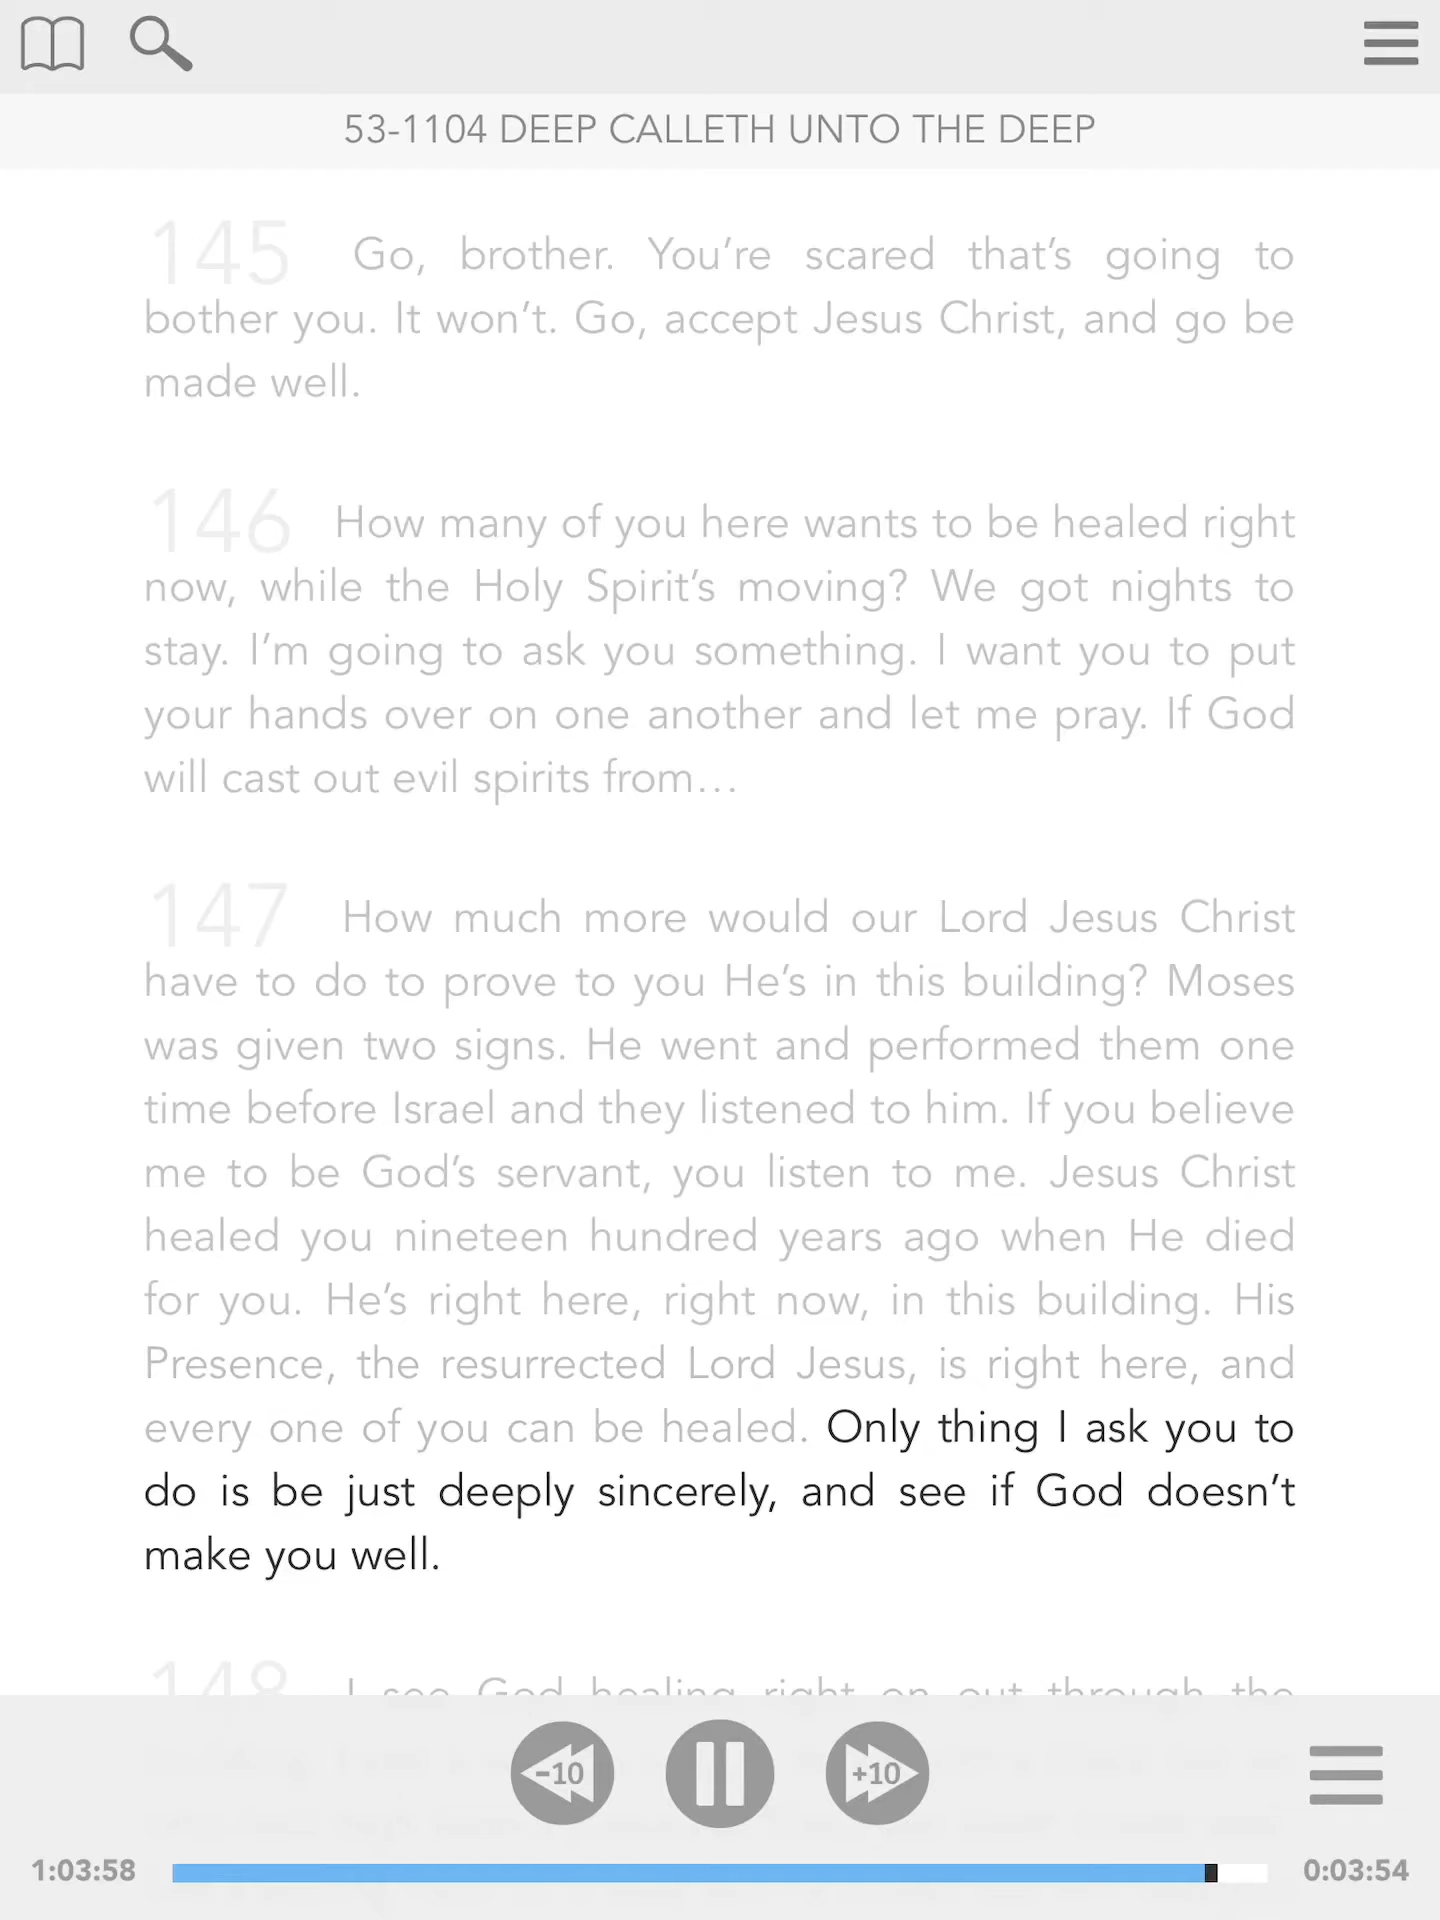 53-1104 DEEP CALLETH UNTO THE DEEP
145 Go, brother. You’re scared that’s going to
bother you. It won’t. Go, accept Jesus Christ, and go be
made well.
146 How many of you here wants to be healed right
now, while the Holy Spirit’s moving? We got nights to
stay. I’m going to ask you something. I want you to put
your hands over on one another and let me pray. If God
will cast out evil spirits from…
147 How much more would our Lord Jesus Christ
have to do to prove to you He’s in this building? Moses
was given two signs. He went and performed them one
time before Israel and they listened to him. If you believe
me to be God’s servant, you listen to me. Jesus Christ
healed you nineteen hundred years ago when He died
for you. He’s right here, right now, in this building. His
Presence, the resurrected Lord Jesus, is right here, and
every one of you can be healed. Only thing I ask you to
do is be just deeply sincerely, and see if God doesn’t
make you well.
148 I see God healing right on out through the
-10 +10
1:03:58 0:03:54